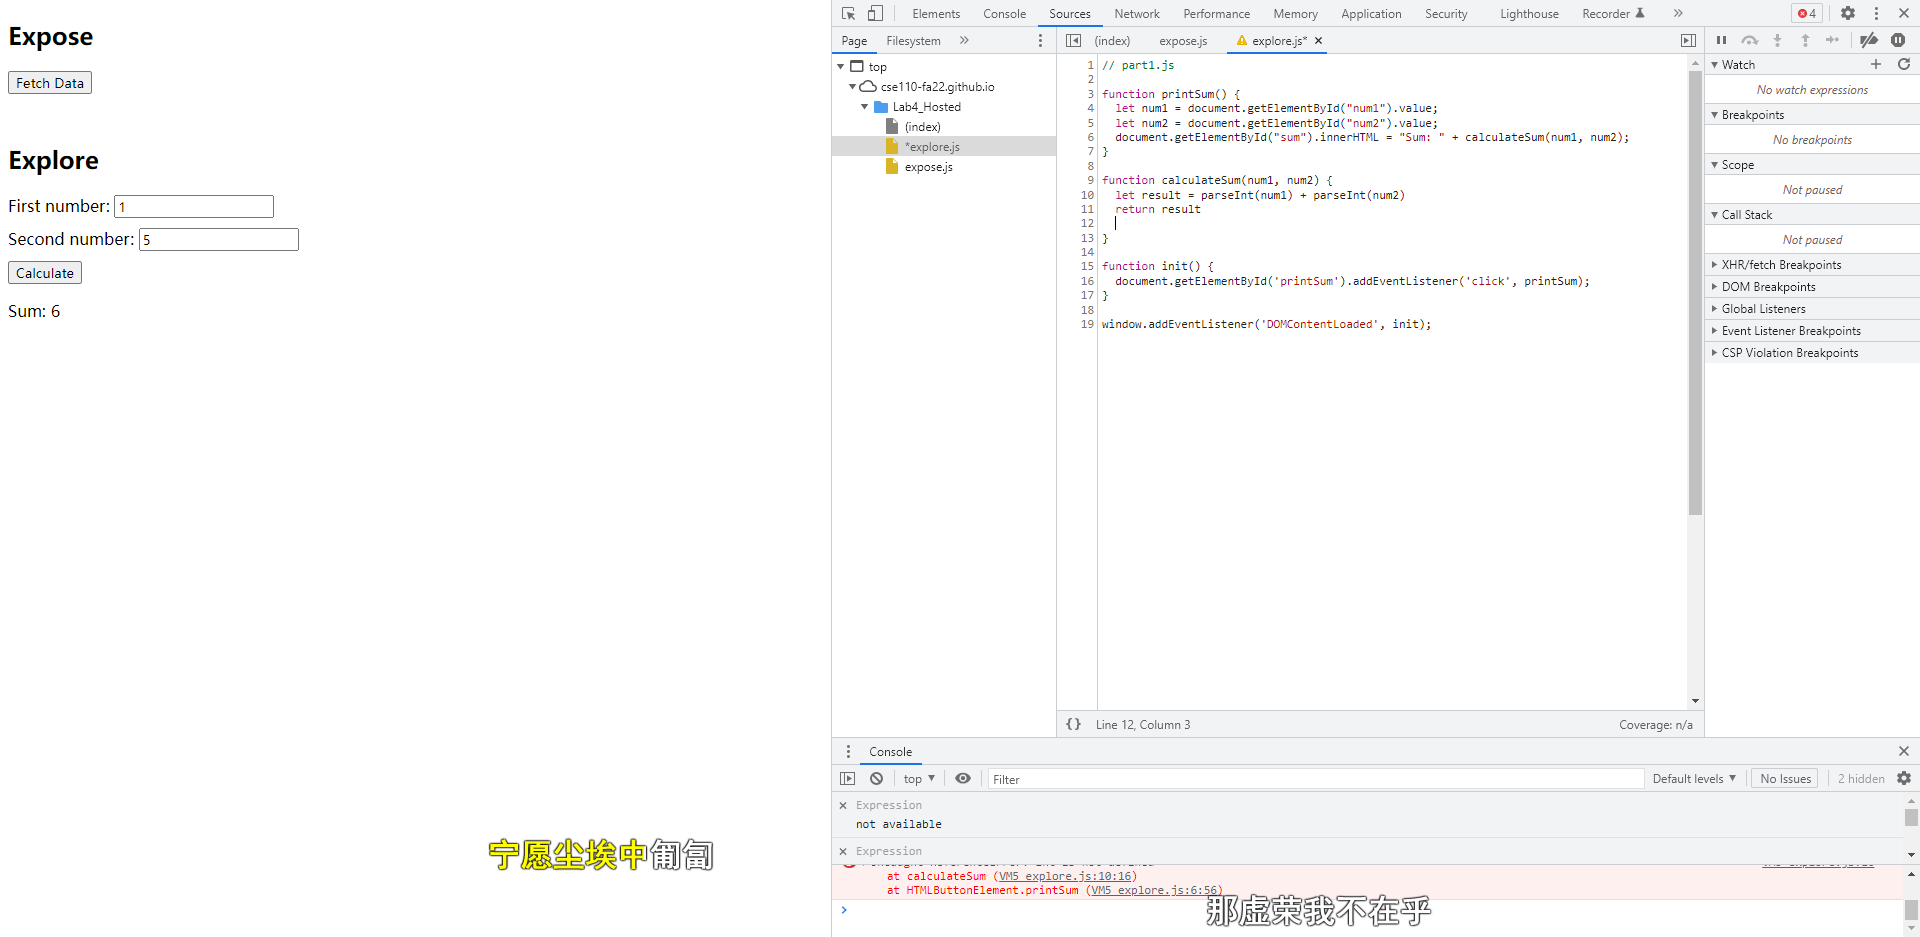 Expose
Fetch Data
Explore
First number: 1
Second number: 5
Calculate
Sum: 6
宁愿尘埃中匍匐
Elements Console Sources Network Performance Memory Application Security Lighthouse Recorder » 4
Page Filesystem »
(index) expose.js explore.js* ×
top
cse110-fa22.github.io
Lab4_Hosted
(index)
*explore.js
expose.js
1 // part1.js
2
3 function printSum() {
4 let num1 = document.getElementById("num1").value;
5 let num2 = document.getElementById("num2").value;
6 document.getElementById("sum").innerHTML = "Sum: " + calculateSum(num1, num2);
7 }
8
9 function calculateSum(num1, num2) {
10 let result = parseInt(num1) + parseInt(num2)
11 return result
12
13 }
14
15 function init() {
16 document.getElementById('printSum').addEventListener('click', printSum);
17 }
18
19 window.addEventListener('DOMContentLoaded', init);
{} Line 12, Column 3 Coverage: n/a
Watch
No watch expressions
Breakpoints
No breakpoints
Scope
Not paused
Call Stack
Not paused
XHR/fetch Breakpoints
DOM Breakpoints
Global Listeners
Event Listener Breakpoints
CSP Violation Breakpoints
Console
top Filter Default levels No Issues 2 hidden
Expression
not available
Expression
at calculateSum (VM5 explore.js:10:16)
at HTMLButtonElement.printSum (VM5 explore.js:6:56)
那虚荣我不在乎